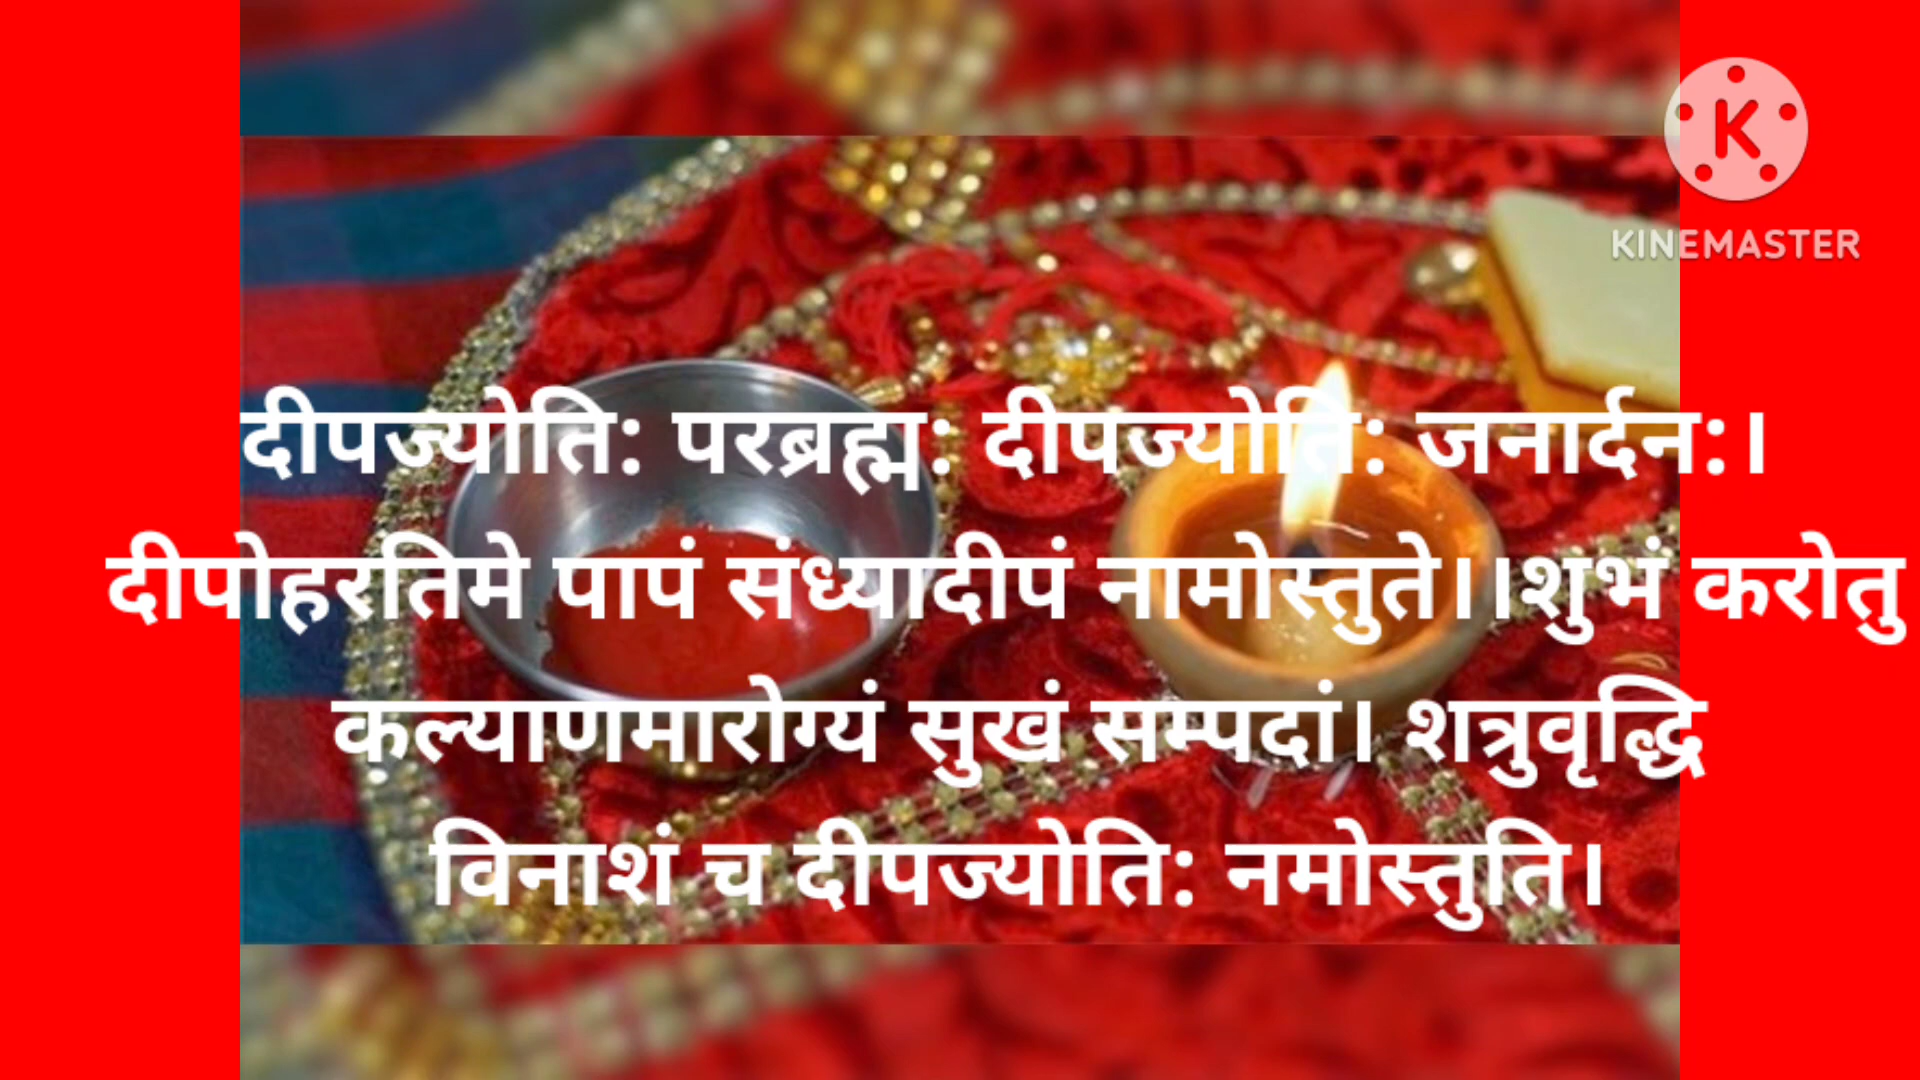 K
KINEMASTER
दीपज्योति: परब्रह्म: दीपज्योति: जनार्दन:।
दीपोहरतिमे पापं संध्यादीपं नामोस्तुते।।शुभं करोतु
कल्याणमारोग्यं सुखं सम्पदां। शत्रुवृद्धि
विनाशं च दीपज्योति: नमोस्तुति।